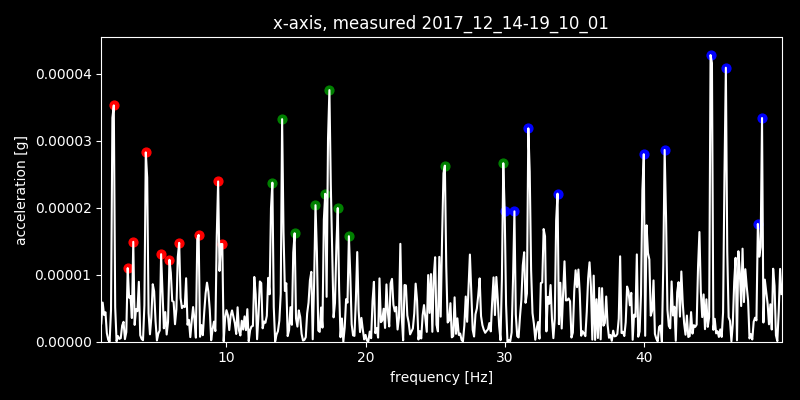 x-axis, measured 2017_12_14-19_10_01
acceleration [g]
0.00004
0.00003
0.00002
0.00001
0.00000
10 20 30 40
frequency [Hz]